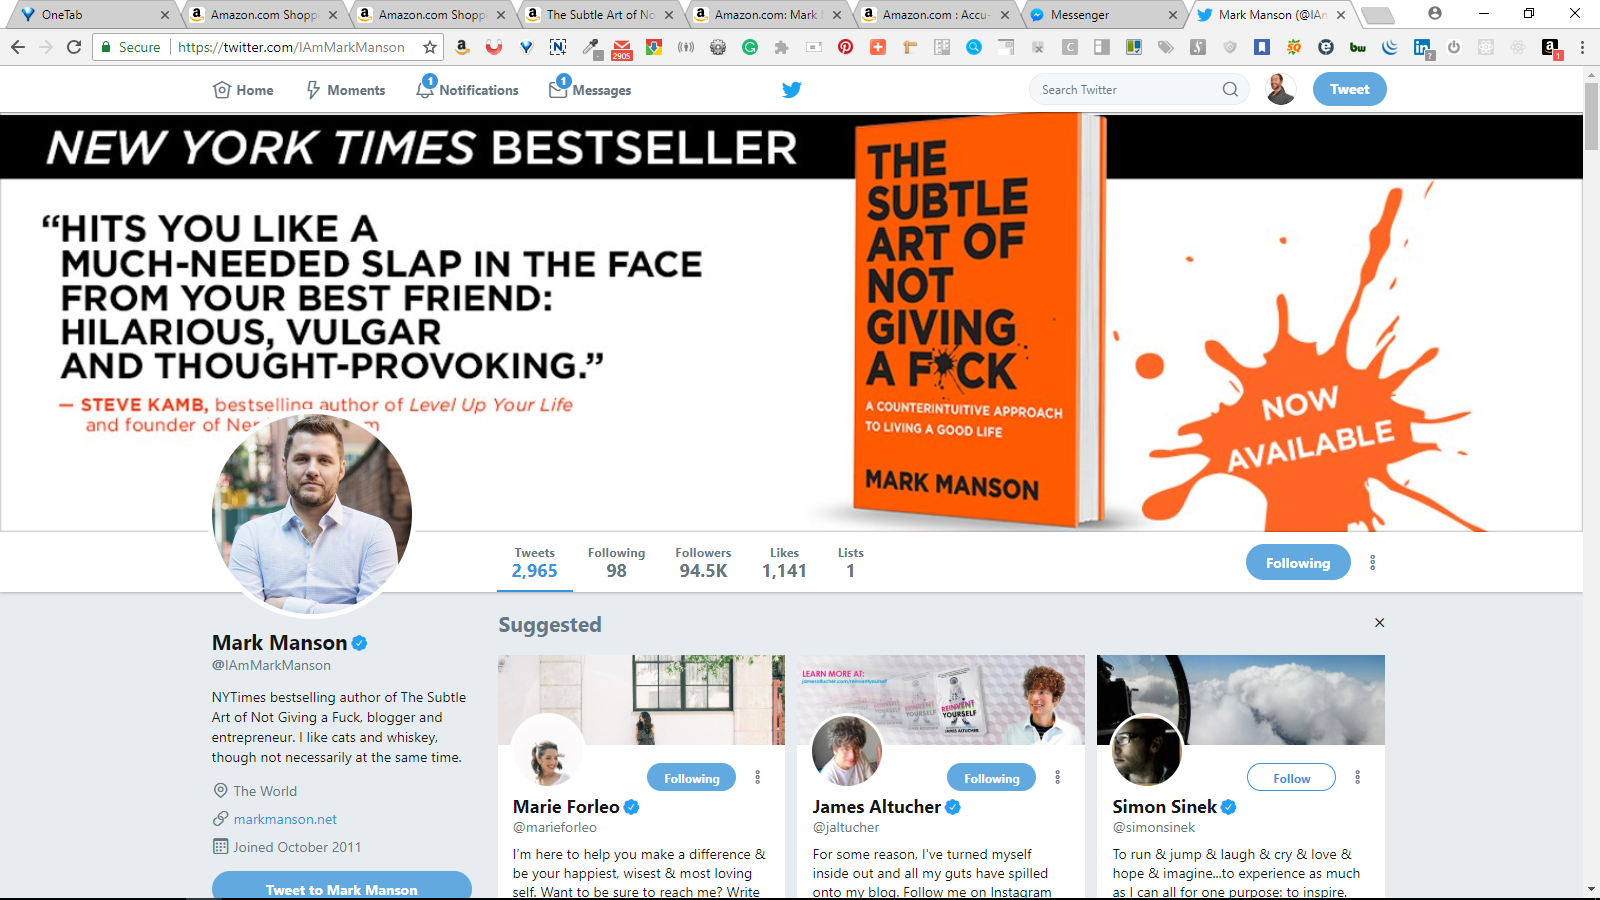 OneTab
Amazon.com Shopp
Amazon.com Shopp
The Subtle Art of No
Amazon.com: Mark
Amazon.com : Accu-
Messenger
Mark Manson (@IAn
Secure
https://twitter.com/IAmMarkManson
2905
Home
Moments
1
Notifications
1
Messages
Search Twitter
Tweet
NEW YORK TIMES BESTSELLER
“HITS YOU LIKE A
MUCH-NEEDED SLAP IN THE FACE
FROM YOUR BEST FRIEND:
HILARIOUS, VULGAR
AND THOUGHT-PROVOKING.”
— STEVE KAMB, bestselling author of Level Up Your Life
and founder of
THE
SUBTLE
ART OF
NOT
GIVING
A F*CK
A COUNTERINTUITIVE APPROACH
TO LIVING A GOOD LIFE
MARK MANSON
NOW
AVAILABLE
Tweets
2,965
Following
98
Followers
94.5K
Likes
1,141
Lists
1
Following
Mark Manson
@IAmMarkManson
NYTimes bestselling author of The Subtle
Art of Not Giving a Fuck, blogger and
entrepreneur. I like cats and whiskey,
though not necessarily at the same time.
The World
markmanson.net
Joined October 2011
Tweet to Mark Manson
Suggested
Following
Marie Forleo
@marieforleo
I'm here to help you make a difference &
be your happiest, wisest & most loving
self. Want to be sure to reach me? Write
LEARN MORE AT:
REINVENT
YOURSELF
JAMES ALTUCHER
Following
James Altucher
@jaltucher
For some reason, I've turned myself
inside out and all my guts have spilled
onto my blog. Follow me on Instagram
Follow
Simon Sinek
@simonsinek
To run & jump & laugh & cry & love &
hope & imagine...to experience as much
as I can all for one purpose: to inspire.